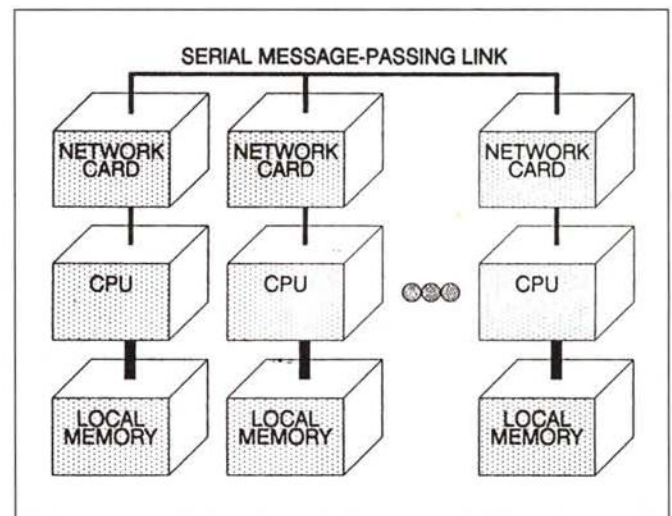 SERIAL MESSAGE-PASSING LINK
NETWORK
CARD
NETWORK
CARD
NETWORK
CARD
CPU
CPU
CPU
LOCAL
MEMORY
LOCAL
MEMORY
LOCAL
MEMORY